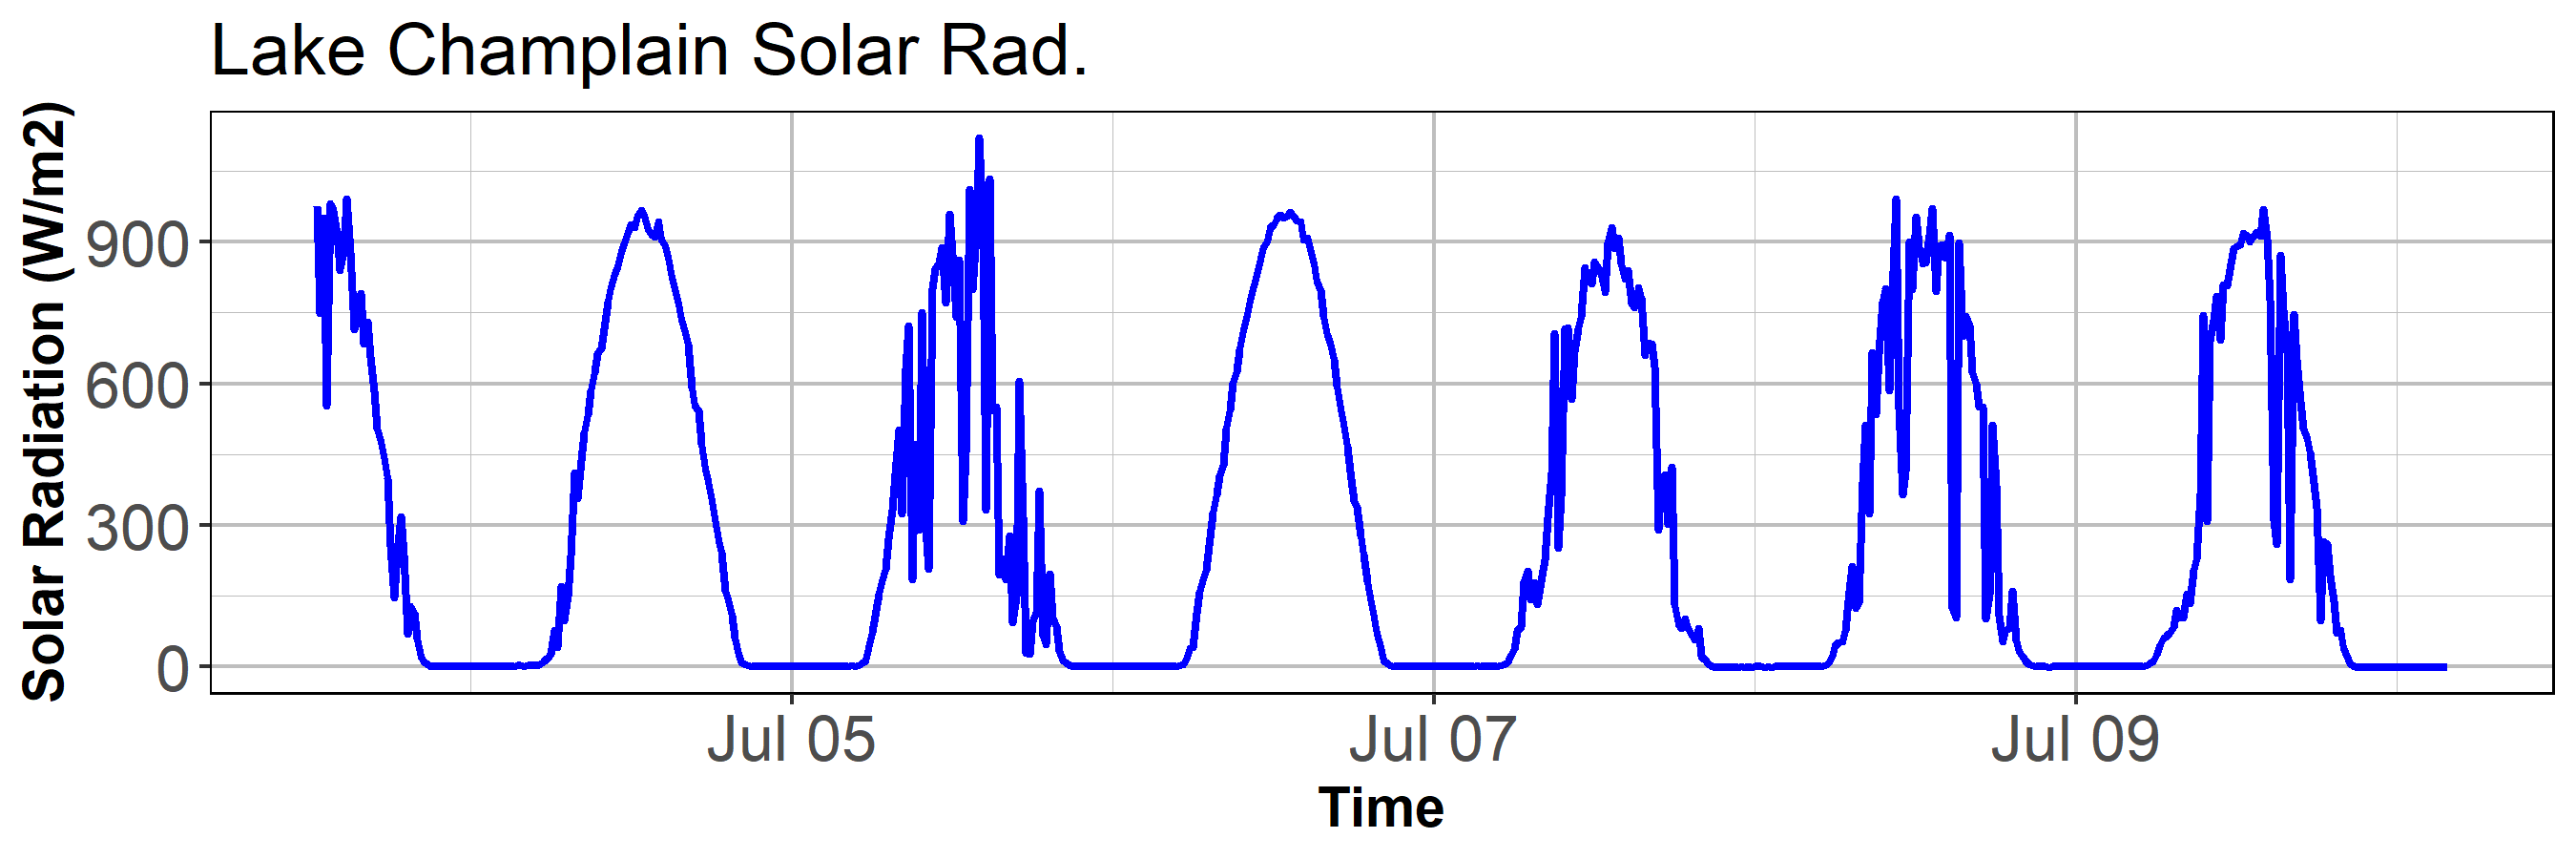 Lake Champlain Solar Rad.
Solar Radiation (W/m2)
900
600
300
0
Jul 05
Jul 07
Jul 09
Time